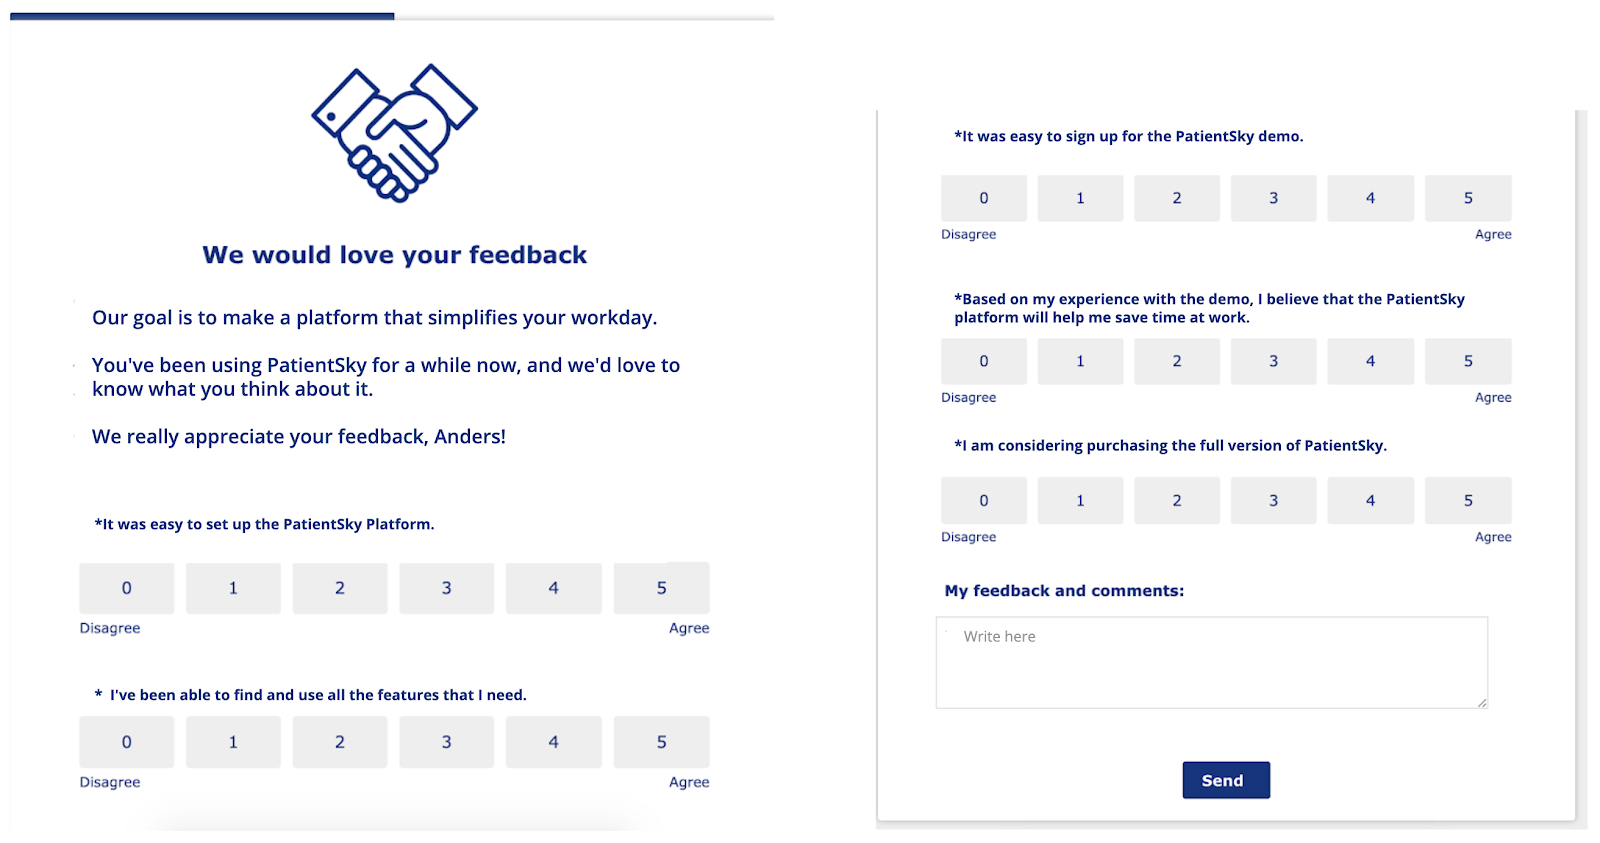 We would love your feedback
Our goal is to make a platform that simplifies your workday.
You've been using PatientSky for a while now, and we'd love to
know what you think about it.
We really appreciate your feedback, Anders!
*It was easy to set up the PatientSky Platform.
0 1 2 3 4 5
Disagree Agree
* I've been able to find and use all the features that I need.
0 1 2 3 4 5
Disagree Agree
*It was easy to sign up for the PatientSky demo.
0 1 2 3 4 5
Disagree Agree
*Based on my experience with the demo, I believe that the PatientSky
platform will help me save time at work.
0 1 2 3 4 5
Disagree Agree
*I am considering purchasing the full version of PatientSky.
0 1 2 3 4 5
Disagree Agree
My feedback and comments:
Write here
Send